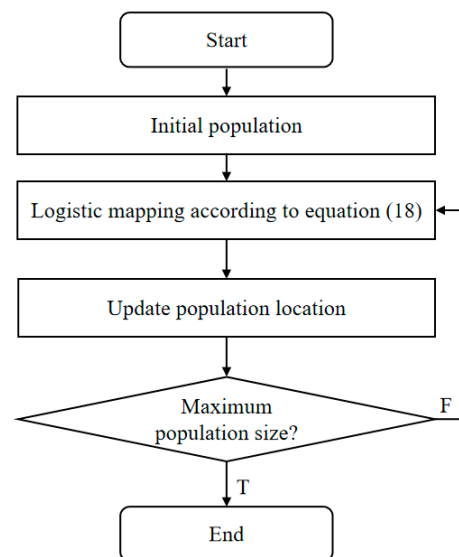 Start
Initial population
Logistic mapping according to equation (18)
Update population location
Maximum
population size?
F
T
End